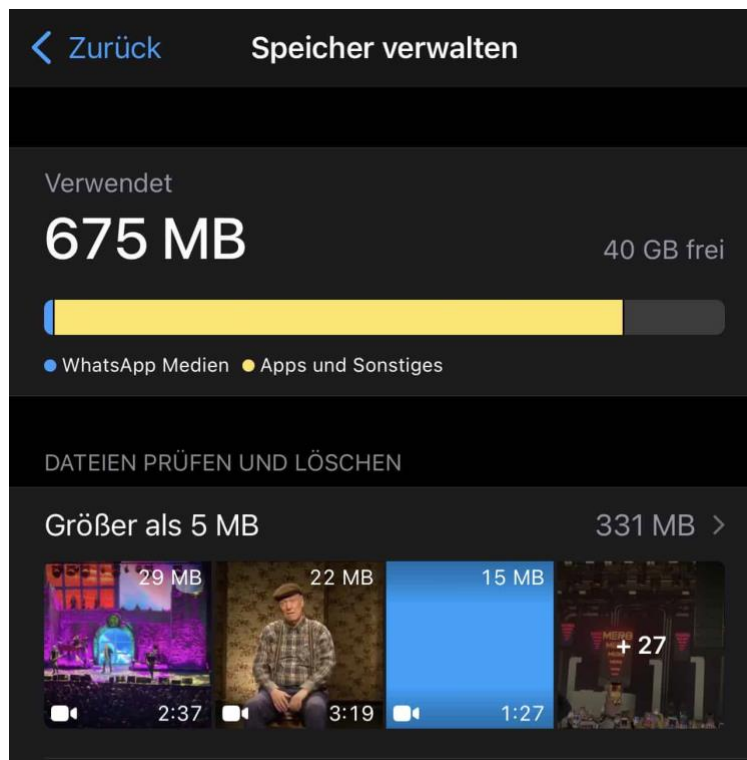 Zurück Speicher verwalten
Verwendet
675 MB
40 GB frei
WhatsApp Medien Apps und Sonstiges
DATEIEN PRÜFEN UND LÖSCHEN
Größer als 5 MB 331 MB
29 MB 22 MB 15 MB
+ 27
2:37 3:19 1:27